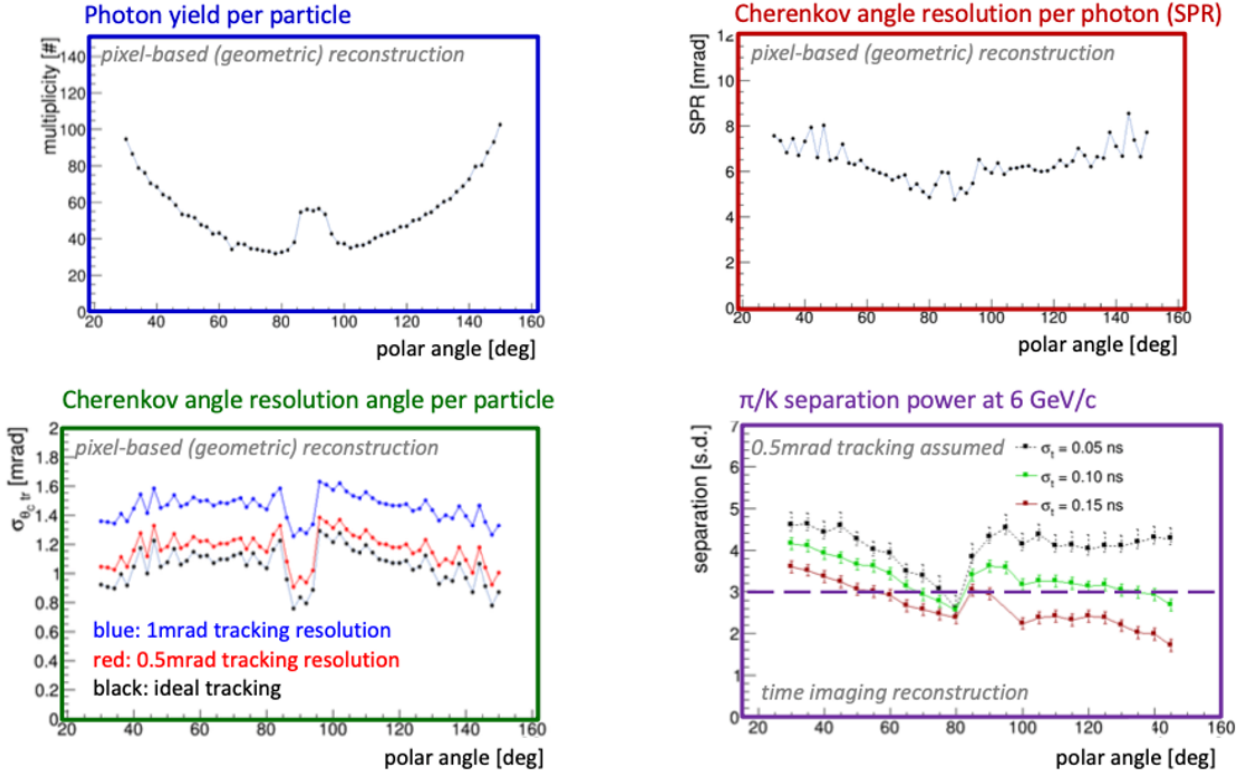 Photon yield per particle
multiplicity [#]
pixel-based (geometric) reconstruction
140
120
100
80
60
40
20
0
20 40 60 80 100 120 140 160
polar angle [deg]
Cherenkov angle resolution per photon (SPR)
SPR [mrad]
pixel-based (geometric) reconstruction
12
10
8
6
4
2
0
20 40 60 80 100 120 140 160
polar angle [deg]
Cherenkov angle resolution angle per particle
σθc tr [mrad]
pixel-based (geometric) reconstruction
2
1.8
1.6
1.4
1.2
1
0.8
0.6
0.4
0.2
0
blue: 1mrad tracking resolution
red: 0.5mrad tracking resolution
black: ideal tracking
20 40 60 80 100 120 140 160
polar angle [deg]
π/K separation power at 6 GeV/c
separation [s.d.]
0.5mrad tracking assumed
σt = 0.05 ns
σt = 0.10 ns
σt = 0.15 ns
7
6
5
4
3
2
1
0
time imaging reconstruction
20 40 60 80 100 120 140 160
polar angle [deg]